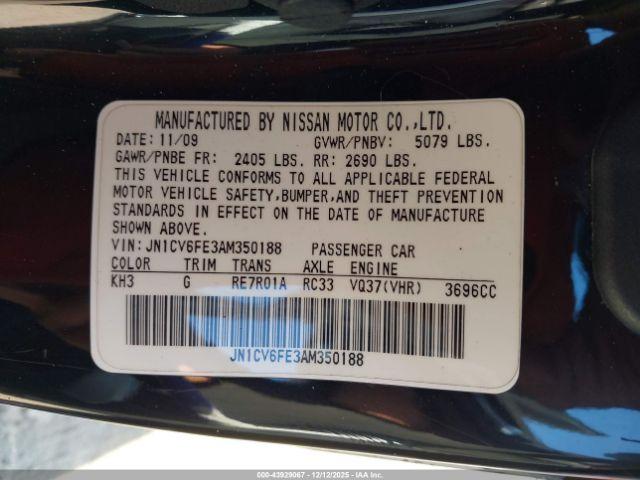 MANUFACTURED BY NISSAN MOTOR CO.,LTD.
DATE: 11/09 GVWR/PNBV: 5079 LBS.
GAWR/PNBE FR: 2405 LBS. RR: 2690 LBS.
THIS VEHICLE CONFORMS TO ALL APPLICABLE FEDERAL
MOTOR VEHICLE SAFETY,BUMPER,AND THEFT PREVENTION
STANDARDS IN EFFECT ON THE DATE OF MANUFACTURE
SHOWN ABOVE.
VIN: JN1CV6FE3AM350188 PASSENGER CAR
COLOR TRIM TRANS AXLE ENGINE
KH3 G RE7R01A RC33 VQ37(VHR) 3696CC
JN1CV6FE3AM350188
000-43929067 - 12/12/2025 - IAAI.COM